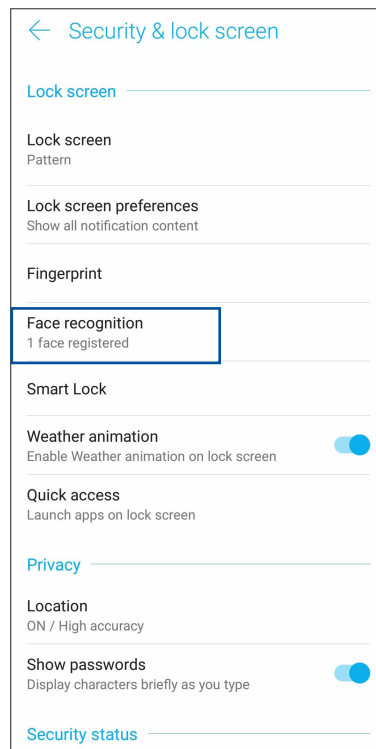 Security & lock screen
Lock screen
Lock screen
Pattern
Lock screen preferences
Show all notification content
Fingerprint
Face recognition
1 face registered
Smart Lock
Weather animation
Enable Weather animation on lock screen
Quick access
Launch apps on lock screen
Privacy
Location
ON / High accuracy
Show passwords
Display characters briefly as you type
Security status